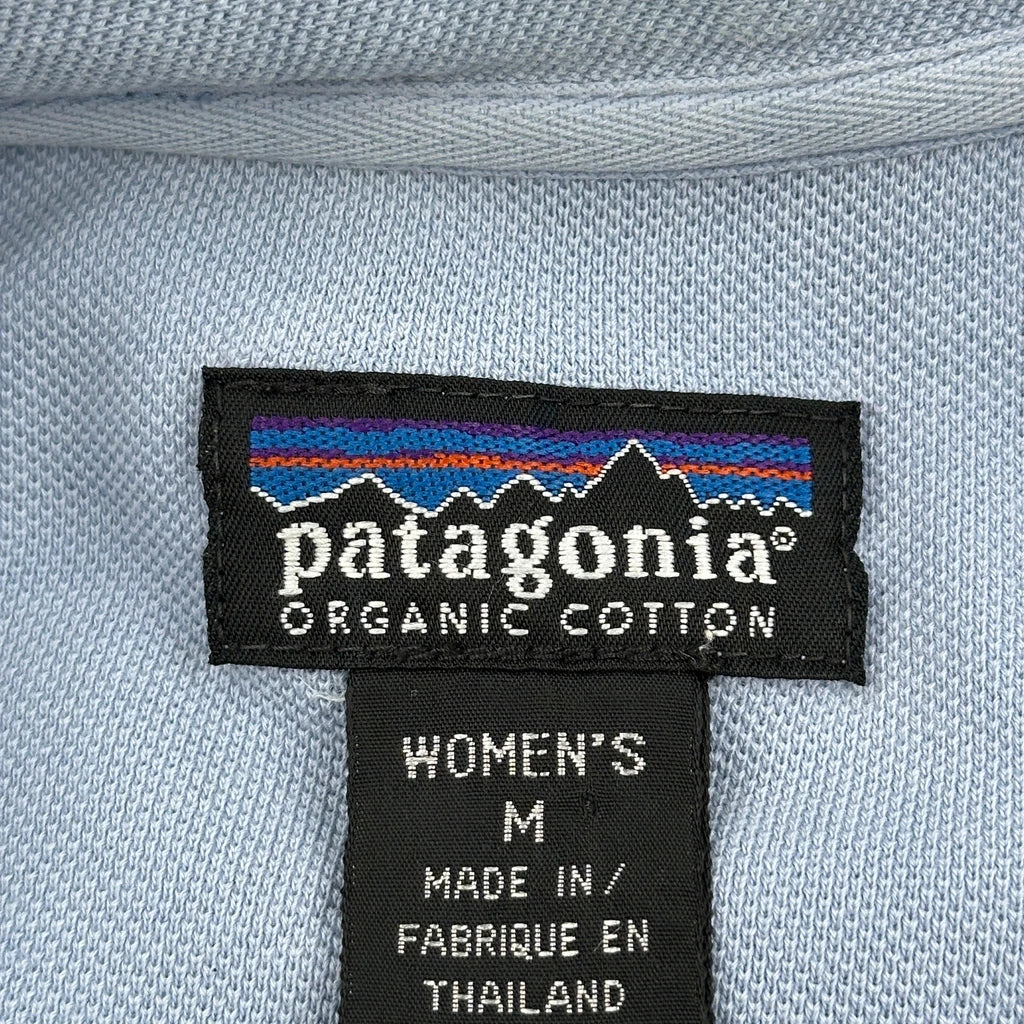 patagonia®
ORGANIC COTTON
WOMEN'S
M
MADE IN/
FABRIQUE EN
THAILAND